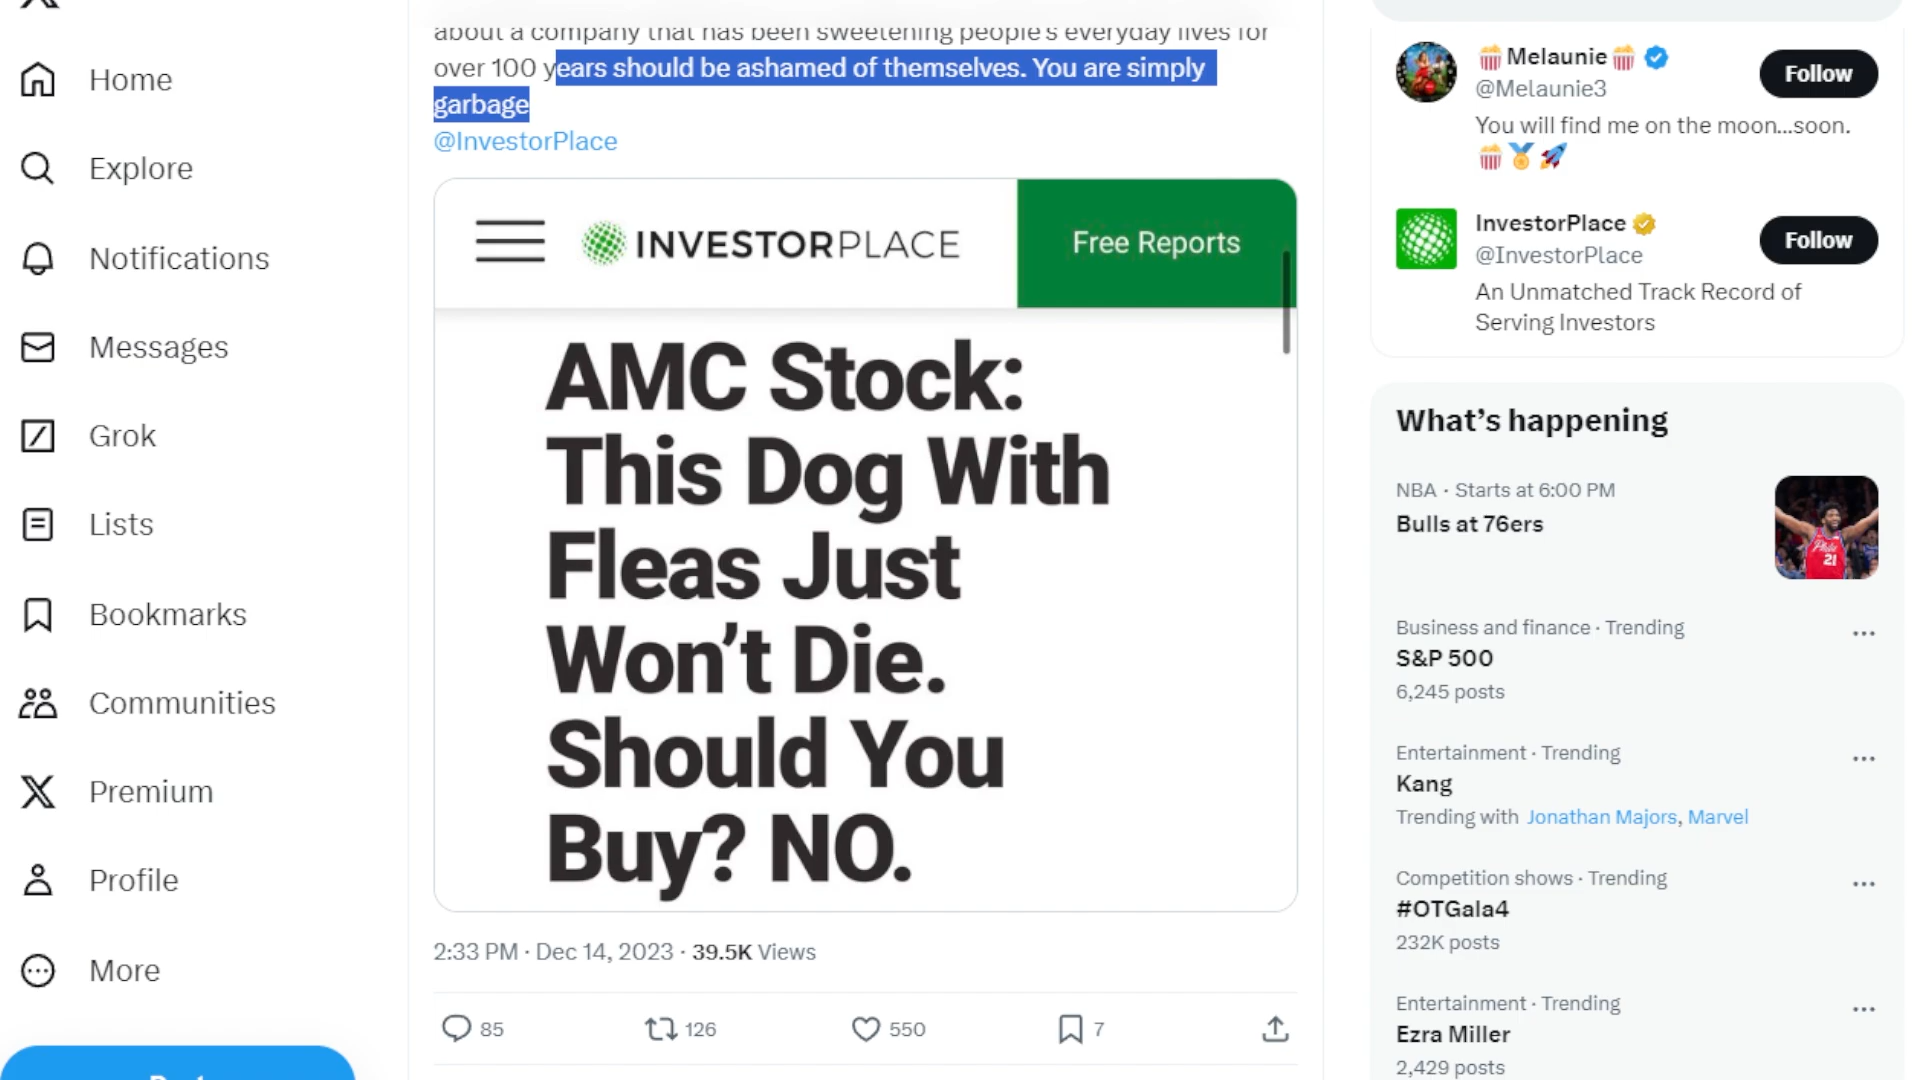 Home
Explore
Notifications
Messages
Grok
Lists
Bookmarks
Communities
Premium
Profile
More
about a company that has been sweetening people's everyday lives for
over 100 years should be ashamed of themselves. You are simply
garbage
@InvestorPlace
INVESTORPLACE
Free Reports
AMC Stock:
This Dog With
Fleas Just
Won't Die.
Should You
Buy? NO.
2:33 PM · Dec 14, 2023 · 39.5K Views
85 126 550 7
🍿Melaunie🍿
@Melaunie3
Follow
You will find me on the moon...soon.
🍿🏅🚀
InvestorPlace
@InvestorPlace
Follow
An Unmatched Track Record of
Serving Investors
What's happening
NBA · Starts at 6:00 PM
Bulls at 76ers
Business and finance · Trending
S&P 500
6,245 posts
Entertainment · Trending
Kang
Trending with Jonathan Majors, Marvel
Competition shows · Trending
#OTGala4
232K posts
Entertainment · Trending
Ezra Miller
2,429 posts